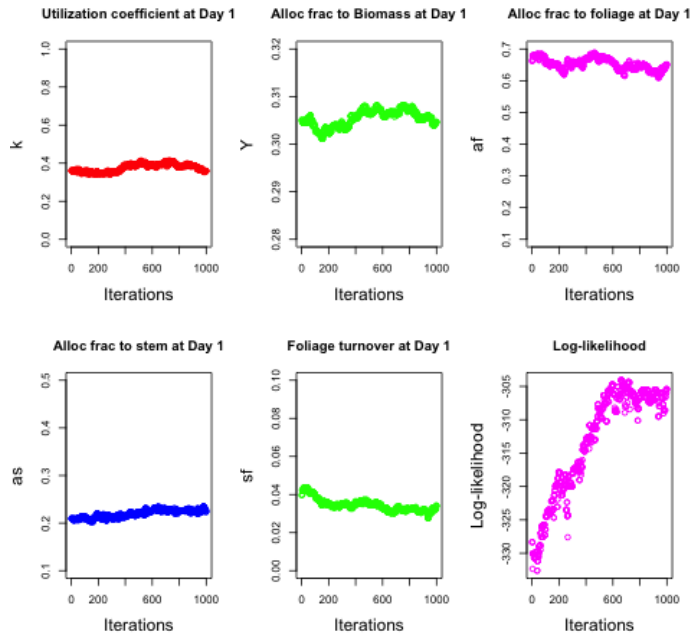 Utilization coefficient at Day 1
k
0.0 0.2 0.4 0.6 0.8 1.0
0 200 600 1000
Iterations
Alloc frac to Biomass at Day 1
Y
0.28 0.29 0.30 0.31 0.32
0 200 600 1000
Iterations
Alloc frac to foliage at Day 1
af
0.1 0.2 0.3 0.4 0.5 0.6 0.7
0 200 600 1000
Iterations
Alloc frac to stem at Day 1
as
0.1 0.2 0.3 0.4 0.5
0 200 600 1000
Iterations
Foliage turnover at Day 1
sf
0.00 0.02 0.04 0.06 0.08 0.10
0 200 600 1000
Iterations
Log-likelihood
Log-likelihood
-330 -325 -320 -315 -310 -305
0 200 600 1000
Iterations